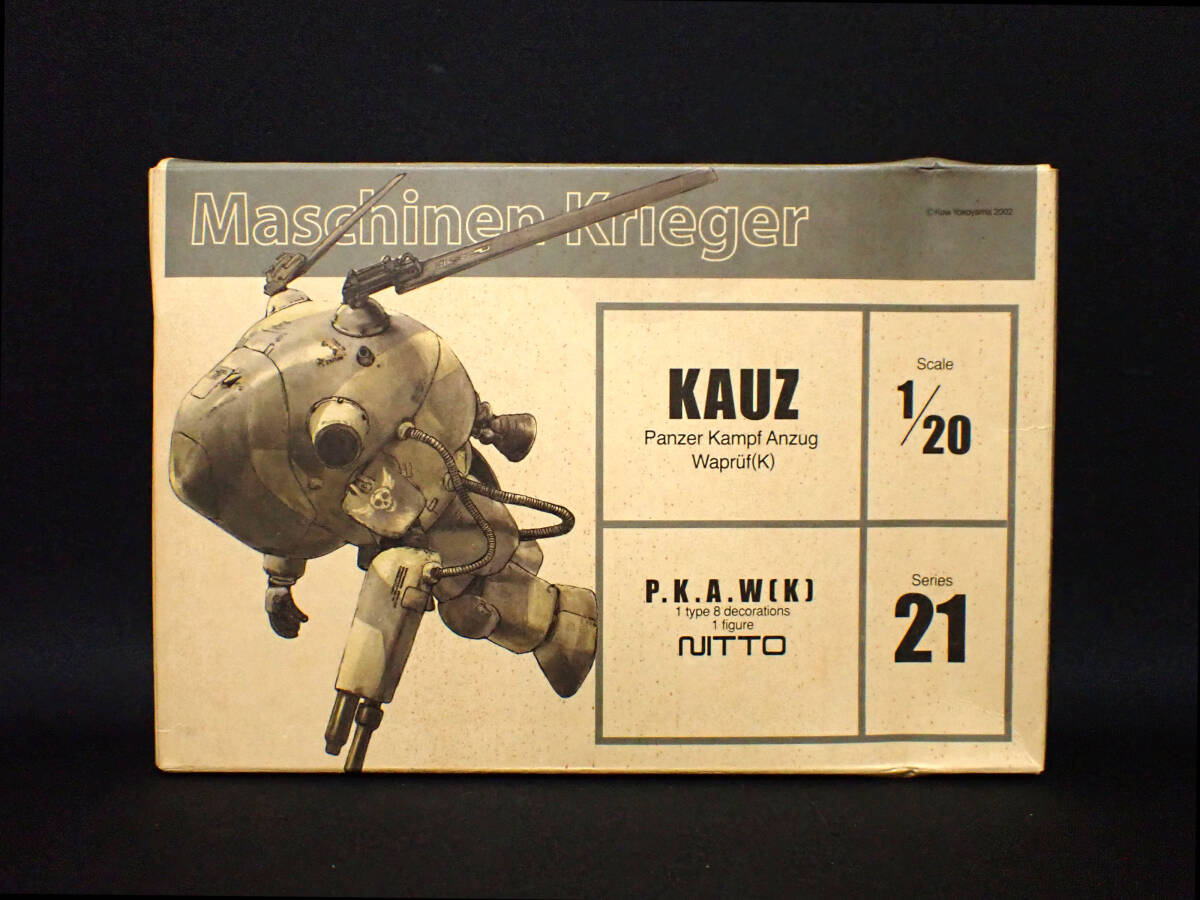 Maschinen Krieger
©Kow Yokoyama 2002
KAUZ
Panzer Kampf Anzug
Waprüf(K)
Scale
1/20
P.K.A.W(K)
1 type 8 decorations
1 figure
NITTO
Series
21